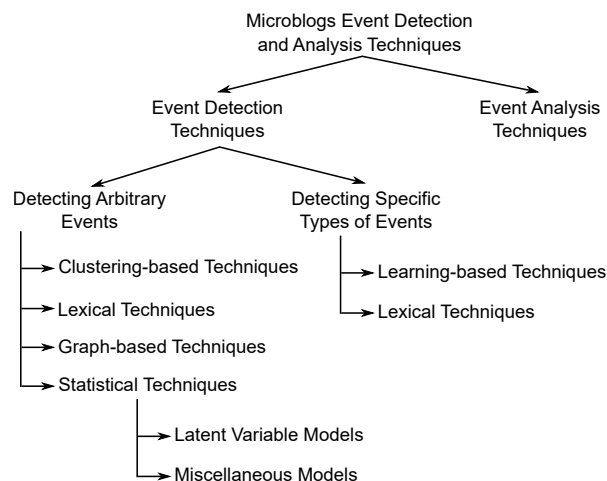 Microblogs Event Detection
and Analysis Techniques
Event Detection
Techniques
Event Analysis
Techniques
Detecting Arbitrary
Events
Detecting Specific
Types of Events
Clustering-based Techniques
Lexical Techniques
Graph-based Techniques
Statistical Techniques
Latent Variable Models
Miscellaneous Models
Learning-based Techniques
Lexical Techniques